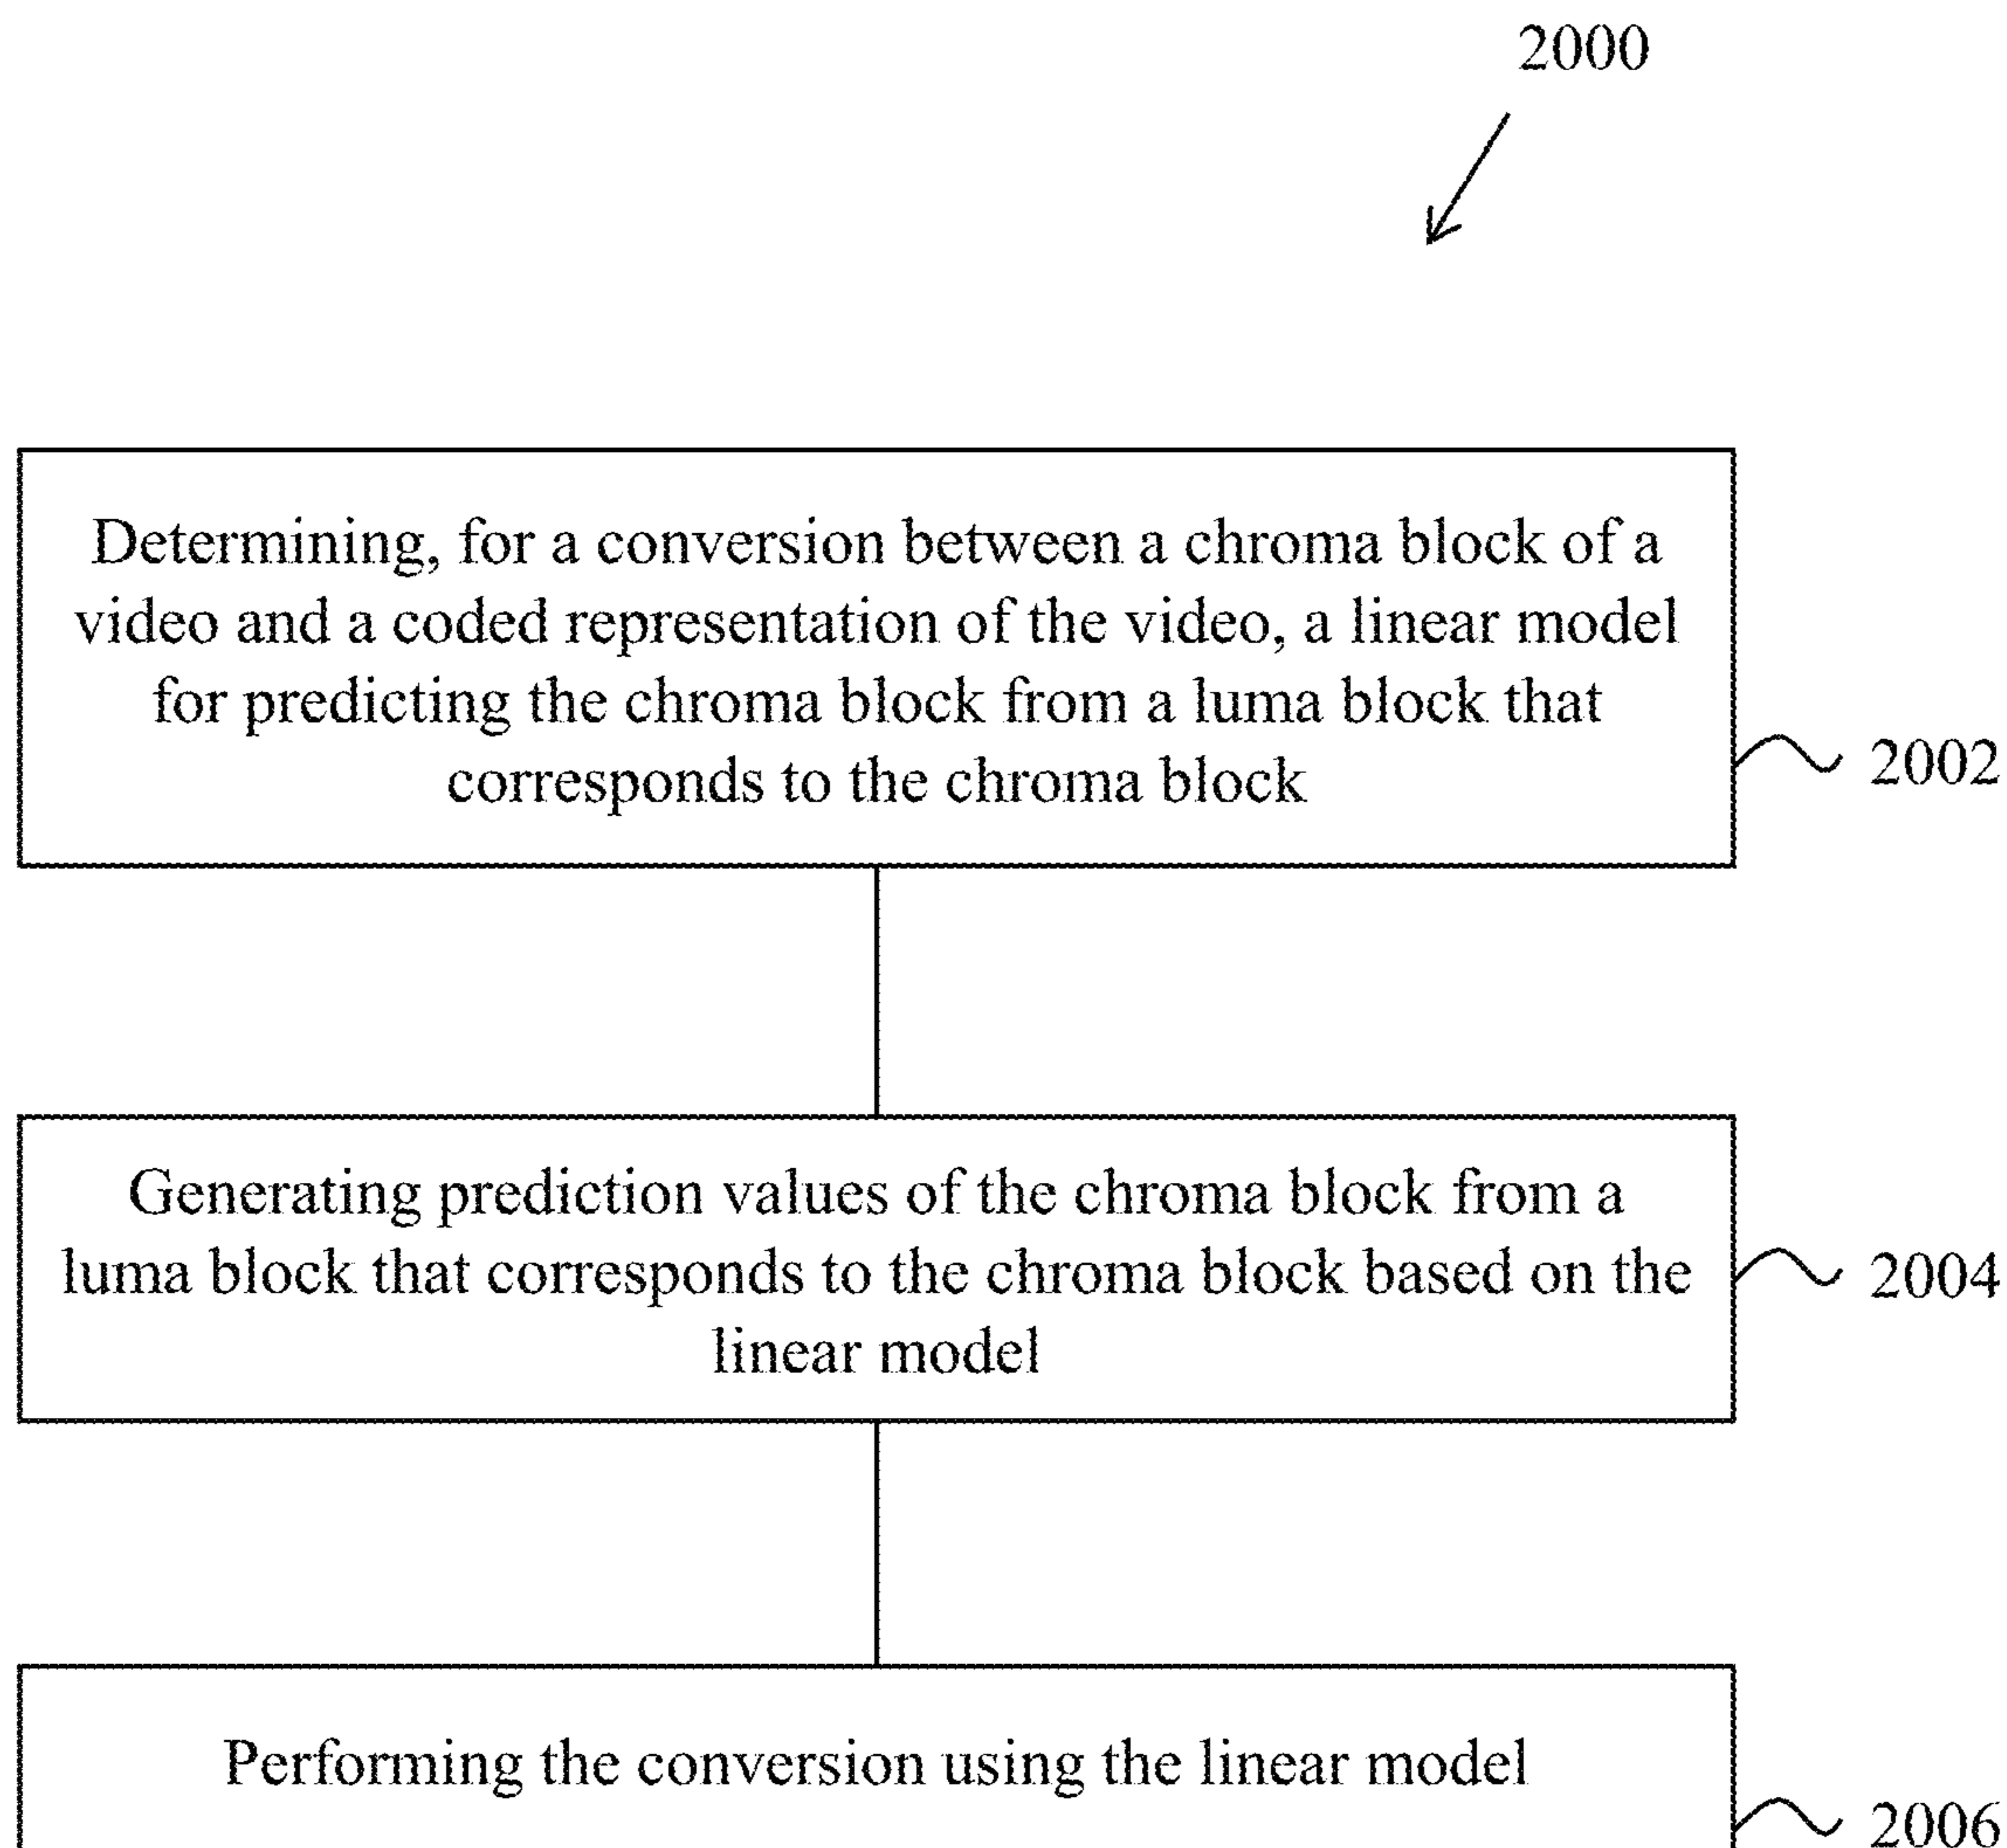 2000
Determining, for a conversion between a chroma block of a
video and a coded representation of the video, a linear model
for predicting the chroma block from a luma block that
corresponds to the chroma block
2002
Generating prediction values of the chroma block from a
luma block that corresponds to the chroma block based on the
linear model
2004
Performing the conversion using the linear model
2006